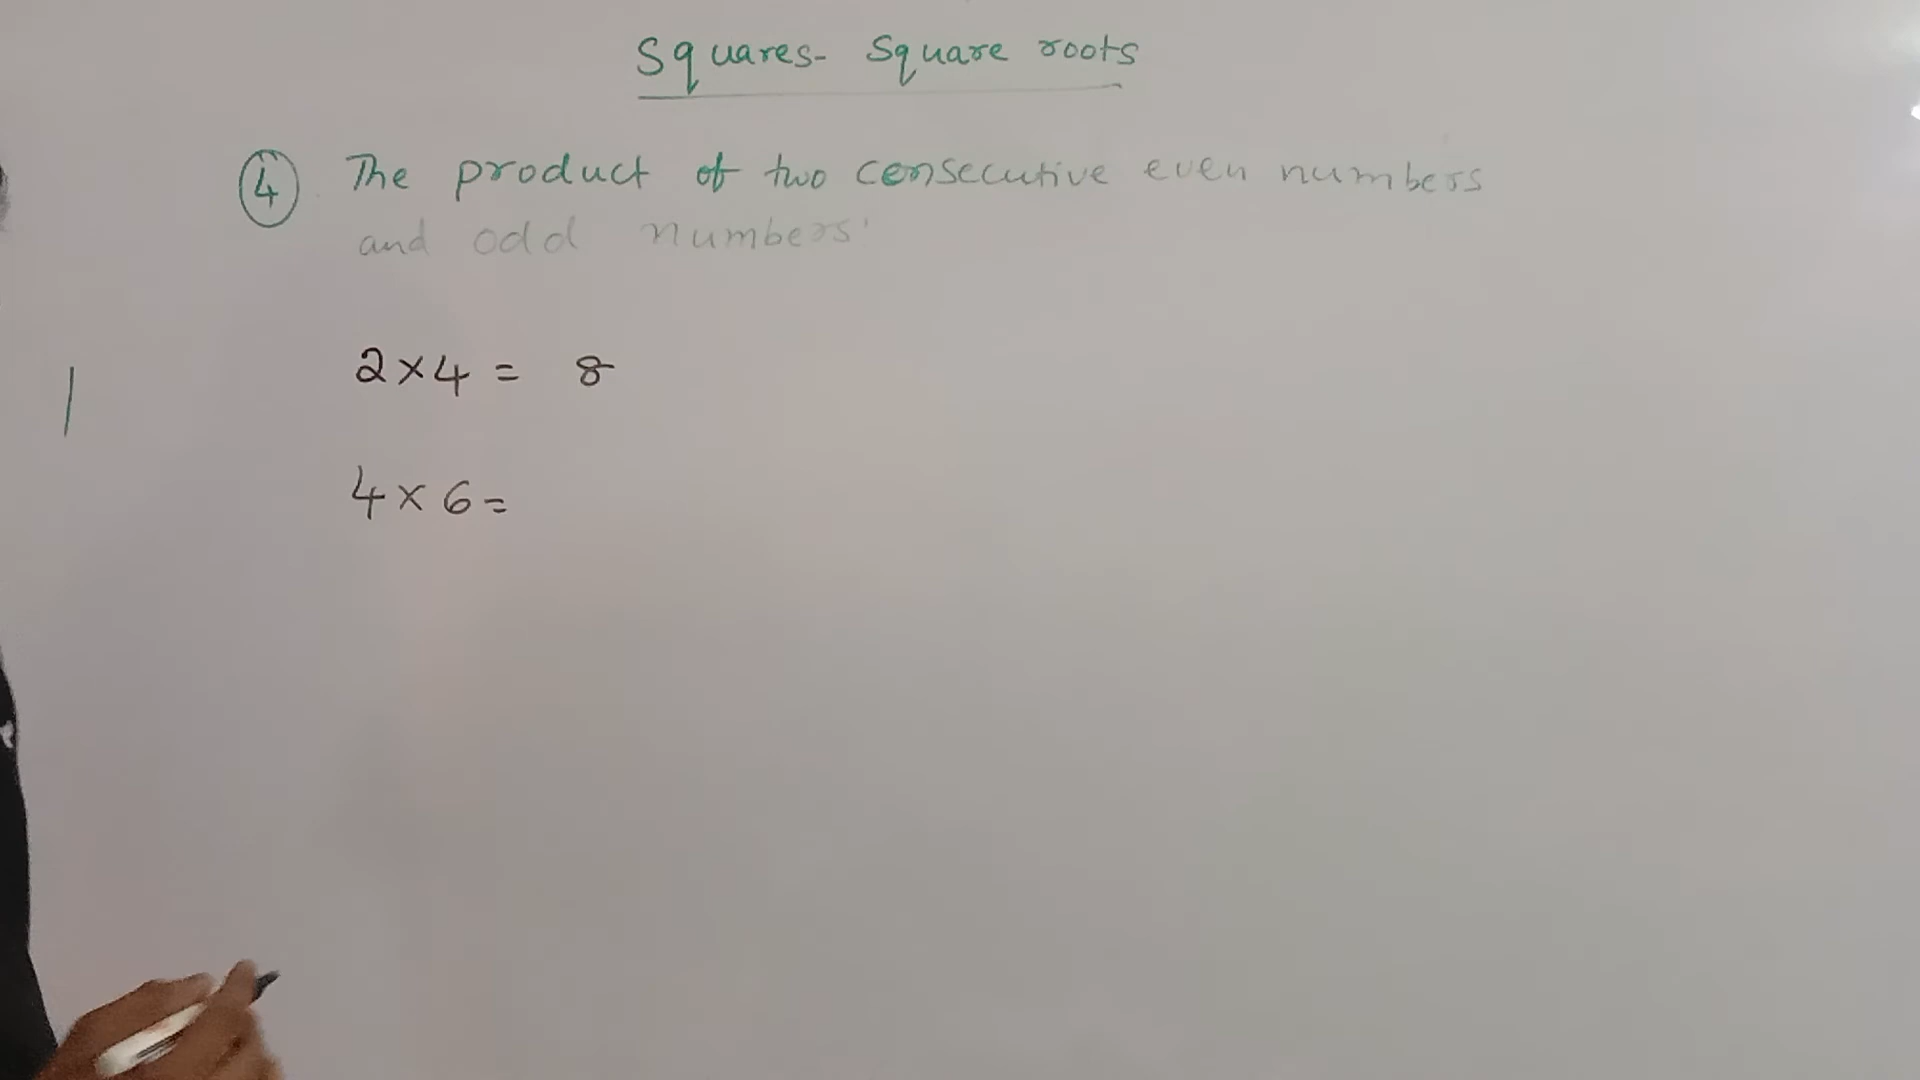 Squares- Square roots
④ The product of two consecutive even numbers
and odd numbers.
2×4 = 8
4×6=